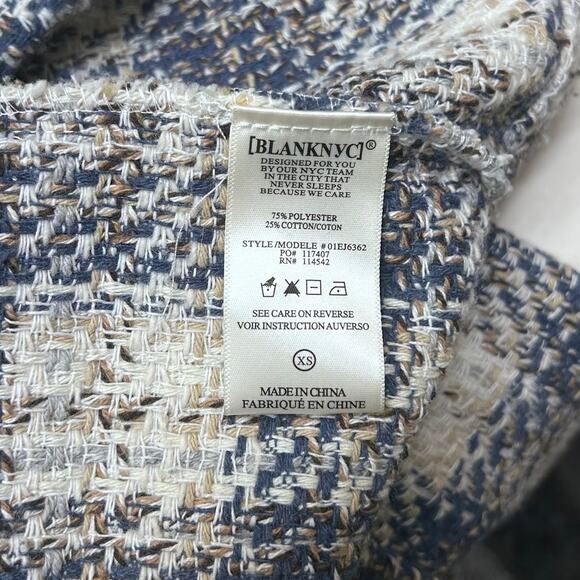 [BLANKNYC]®
DESIGNED FOR YOU
BY OUR NYC TEAM
IN THE CITY THAT
NEVER SLEEPS
BECAUSE WE CARE
75% POLYESTER
25% COTTON/COTON
STYLE/MODELE #01EJ6362
PO# 117407
RN# 114542
SEE CARE ON REVERSE
VOIR INSTRUCTION AUVERSO
XS
MADE IN CHINA
FABRIQUÉ EN CHINE